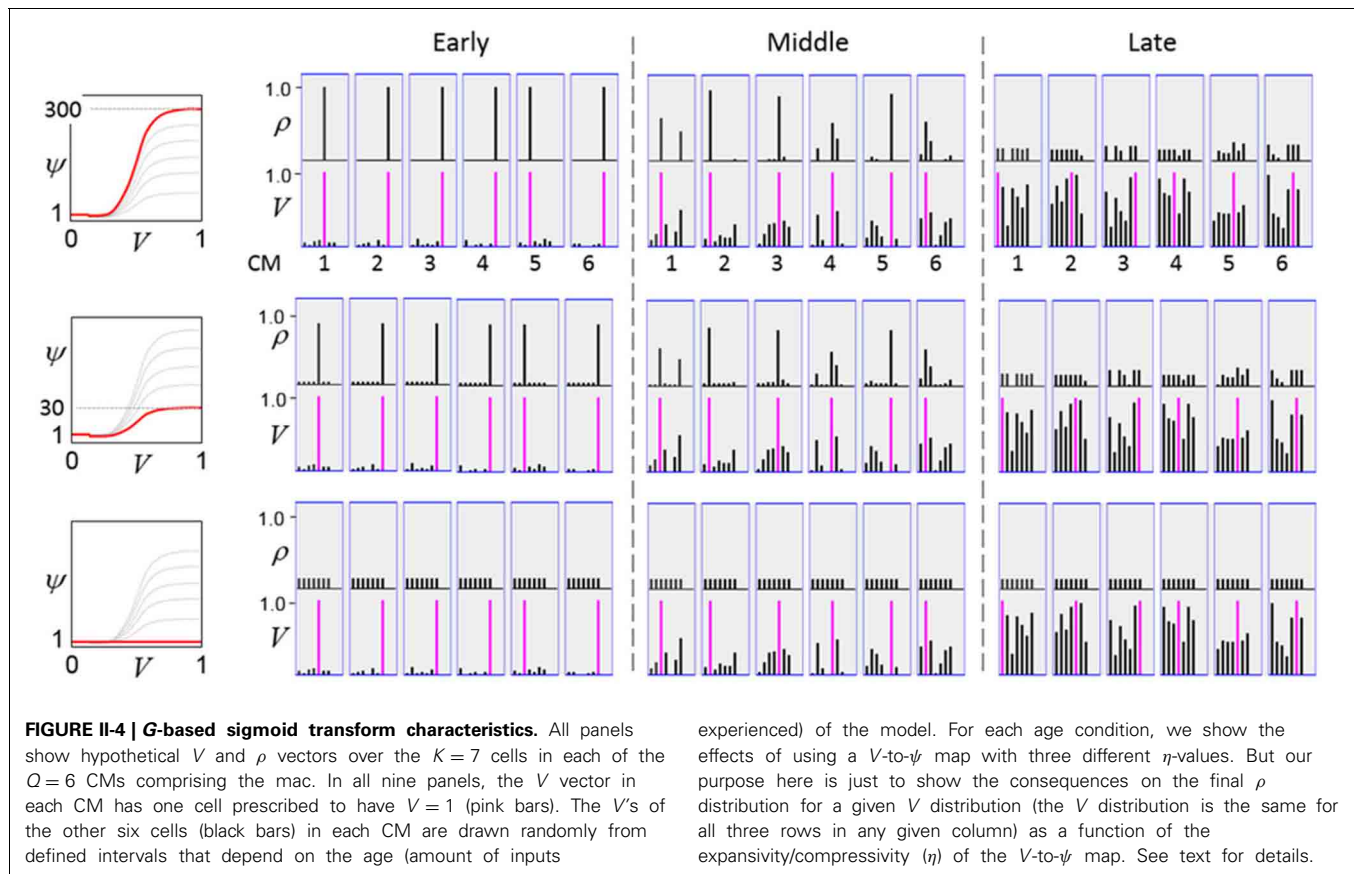 Early
Middle
Late
300
ψ
1
0
V
1
1.0
ρ
1.0
V
CM
1
2
3
4
5
6
1
2
3
4
5
6
1
2
3
4
5
6
ψ
30
1
0
V
1
1.0
ρ
1.0
V
ψ
1
0
V
1
1.0
ρ
1.0
V
FIGURE II-4 | G-based sigmoid transform characteristics. All panels
show hypothetical V and ρ vectors over the K = 7 cells in each of the
Q = 6 CMs comprising the mac. In all nine panels, the V vector in
each CM has one cell prescribed to have V = 1 (pink bars). The V's of
the other six cells (black bars) in each CM are drawn randomly from
defined intervals that depend on the age (amount of inputs
experienced) of the model. For each age condition, we show the
effects of using a V-to-ψ map with three different η-values. But our
purpose here is just to show the consequences on the final ρ
distribution for a given V distribution (the V distribution is the same for
all three rows in any given column) as a function of the
expansivity/compressivity (η) of the V-to-ψ map. See text for details.